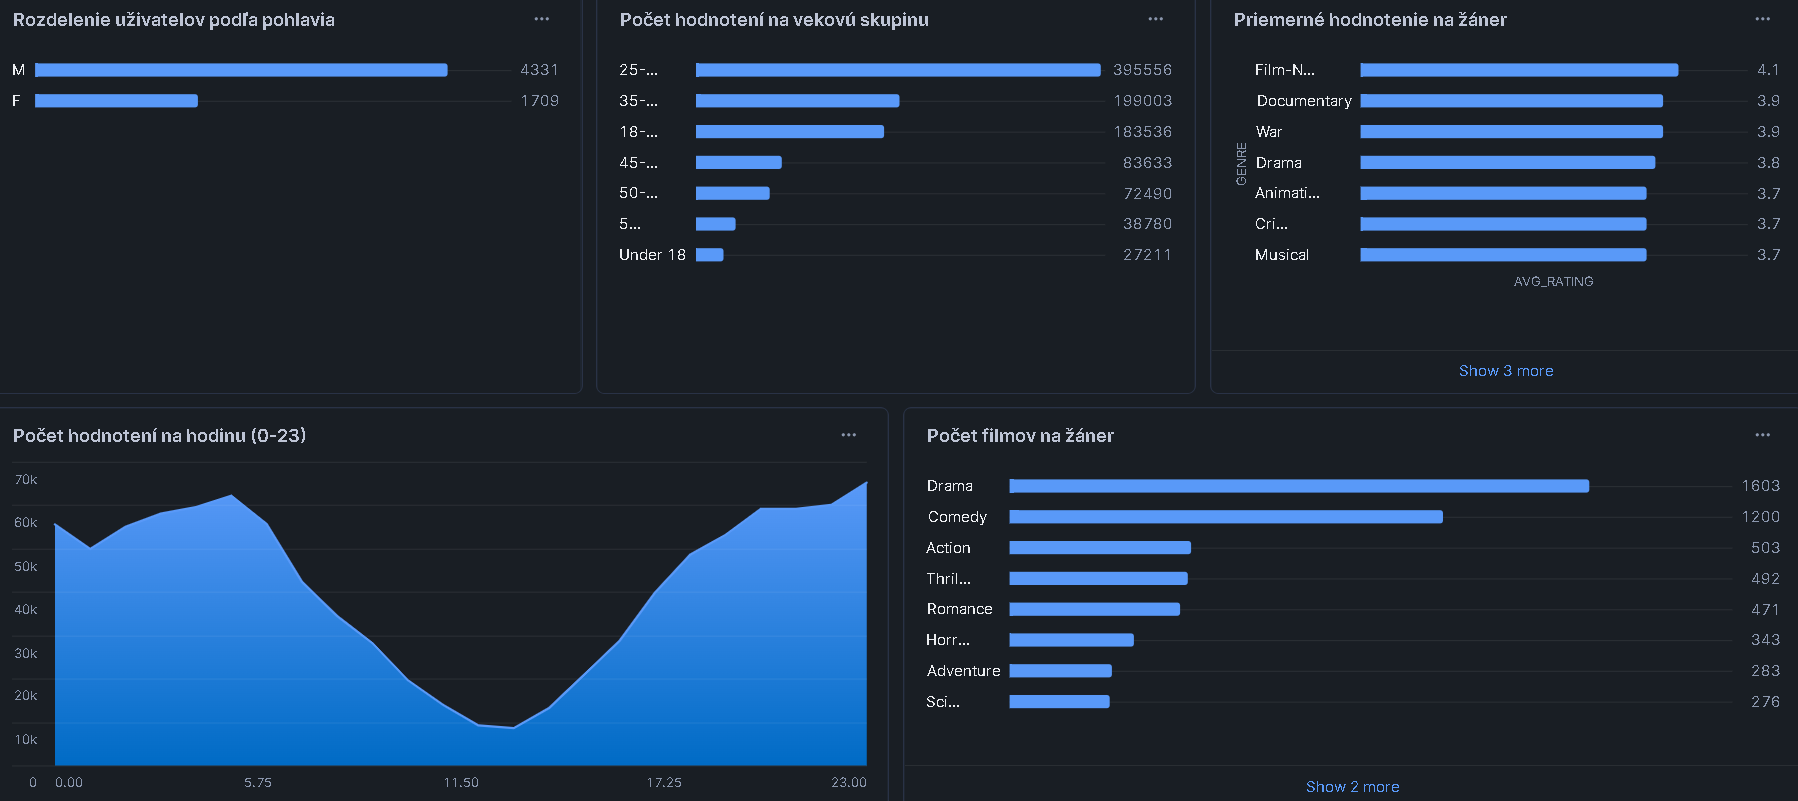 Rozdelenie uživatelov podľa pohlavia
M 4331
F 1709
Počet hodnotení na vekovú skupinu
25-... 395556
35-... 199003
18-... 183536
45-... 83633
50-... 72490
5... 38780
Under 18 27211
Priemerné hodnotenie na žáner
GENRE
Film-N... 4.1
Documentary 3.9
War 3.9
Drama 3.8
Animati... 3.7
Cri... 3.7
Musical 3.7
AVG_RATING
Show 3 more
Počet hodnotení na hodinu (0-23)
70k
60k
50k
40k
30k
20k
10k
0 0.00 5.75 11.50 17.25 23.00
Počet filmov na žáner
Drama 1603
Comedy 1200
Action 503
Thril... 492
Romance 471
Horr... 343
Adventure 283
Sci... 276
Show 2 more